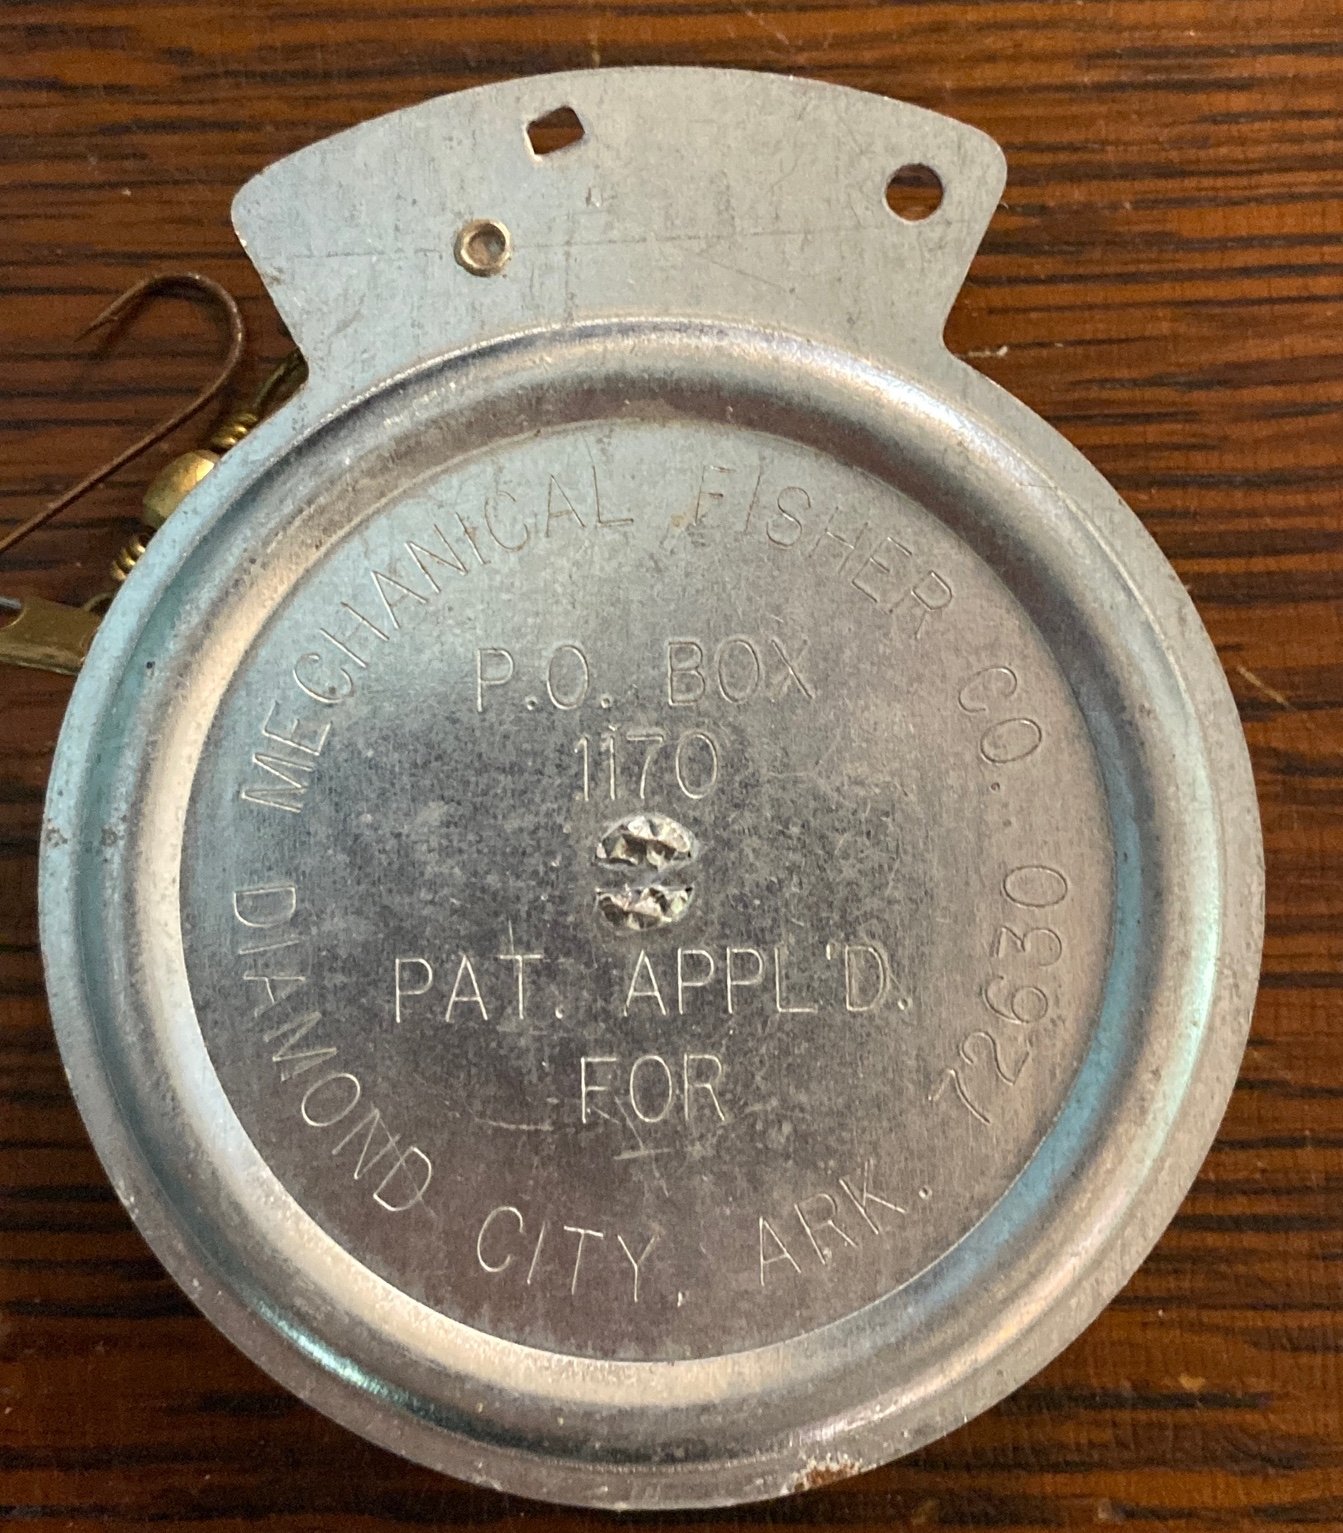 MECHANICAL FISHER CO.
P.O. BOX
1170
PAT. APPL'D.
FOR
DIAMOND CITY, ARK. 72630